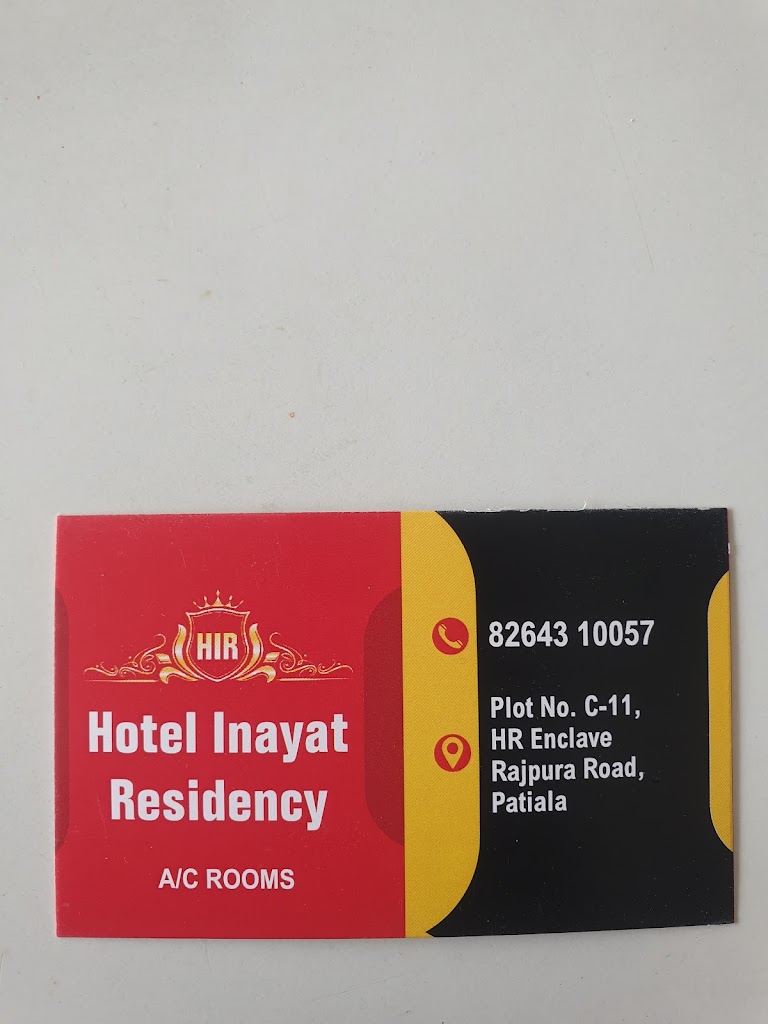 HIR
Hotel Inayat
Residency
A/C ROOMS
82643 10057
Plot No. C-11,
HR Enclave
Rajpura Road,
Patiala